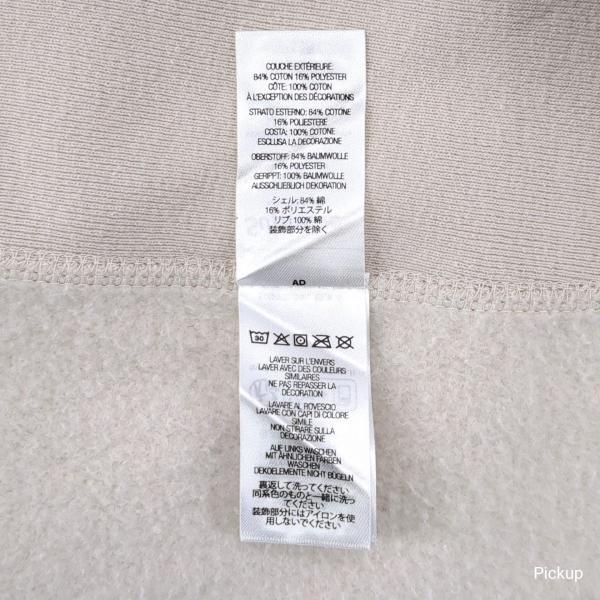 COUCHE EXTÉRIEURE:
84% COTON 16% POLYESTER
CÔTE: 100% COTON
À L'EXCEPTION DES DÉCORATIONS
STRATO ESTERNO: 84% COTONE
16% POLIESTERE
COSTA: 100% COTONE
ESCLUSA LA DECORAZIONE
OBERSTOFF: 84% BAUMWOLLE
16% POLYESTER
GERIPPT: 100% BAUMWOLLE
AUSSCHLIEßLICH DEKORATION
シェル: 84% 綿
16% ポリエステル
リブ: 100% 綿
装飾部分を除く
AD
30
LAVER SUR L'ENVERS
LAVER AVEC DES COULEURS
SIMILAIRES
NE PAS REPASSER LA
DÉCORATION
LAVARE AL ROVESCIO
LAVARE CON CAPI DI COLORE
SIMILE
NON STIRARE SULLA
DECORAZIONE
AUF LINKS WASCHEN
MIT ÄHNLICHEN FARBEN
WASCHEN
DEKOELEMENTE NICHT BÜGELN
裏返して洗ってください
同系色のものと一緒に洗っ
てください
装飾部分にはアイロンを使
用しないでください
Pickup